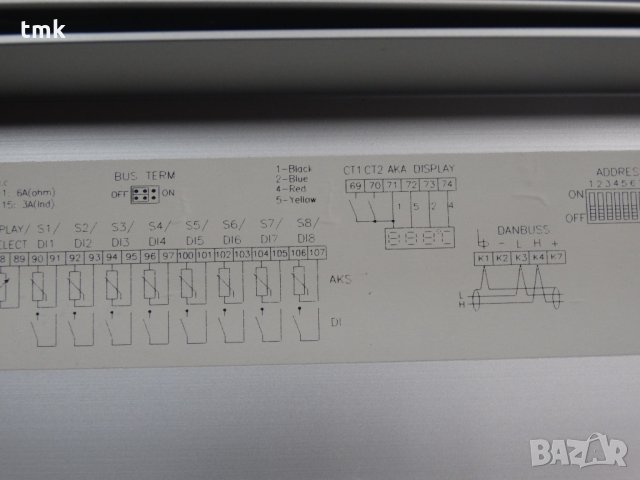 tmk
1: 6A(ohm)
15: 3A(ind)
BUS TERM
OFF ON
1-Black
2-Blue
4-Red
5-Yellow
CT1 CT2 AKA DISPLAY
69 70 71 72 73 74
1 5 2 4
ADDRES
1 2 3 4 5 6 7
ON
OFF
S1/ S2/ S3/ S4/ S5/ S6/ S7/ S8/
DI1 DI2 DI3 DI4 DI5 DI6 DI7 DI8
89 90 91 92 93 94 95 96 97 100 101 102 103 104 105 106 107
AKS
DI
DANBUSS
- L H +
K1 K2 K3 K4 K7
L
H
BAZAR
bg